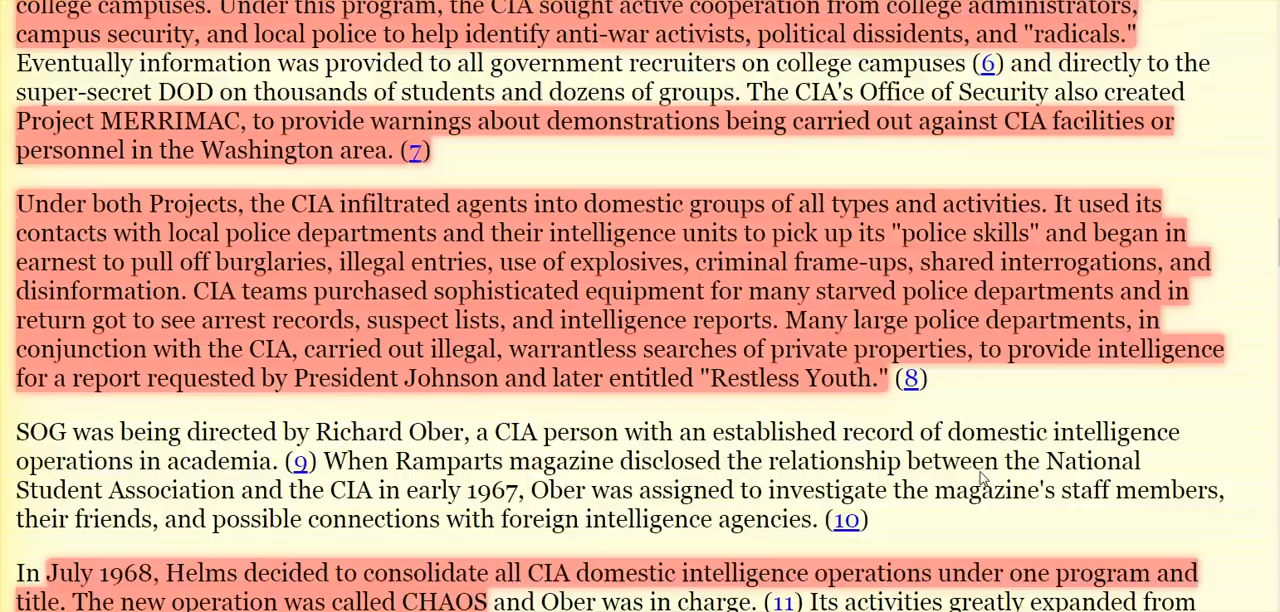 college campuses. Under this program, the CIA sought active cooperation from college administrators,
campus security, and local police to help identify anti-war activists, political dissidents, and "radicals."
Eventually information was provided to all government recruiters on college campuses (6) and directly to the
super-secret DOD on thousands of students and dozens of groups. The CIA's Office of Security also created
Project MERRIMAC, to provide warnings about demonstrations being carried out against CIA facilities or
personnel in the Washington area. (7)
Under both Projects, the CIA infiltrated agents into domestic groups of all types and activities. It used its
contacts with local police departments and their intelligence units to pick up its "police skills" and began in
earnest to pull off burglaries, illegal entries, use of explosives, criminal frame-ups, shared interrogations, and
disinformation. CIA teams purchased sophisticated equipment for many starved police departments and in
return got to see arrest records, suspect lists, and intelligence reports. Many large police departments, in
conjunction with the CIA, carried out illegal, warrantless searches of private properties, to provide intelligence
for a report requested by President Johnson and later entitled "Restless Youth." (8)
SOG was being directed by Richard Ober, a CIA person with an established record of domestic intelligence
operations in academia. (9) When Ramparts magazine disclosed the relationship between the National
Student Association and the CIA in early 1967, Ober was assigned to investigate the magazine's staff members,
their friends, and possible connections with foreign intelligence agencies. (10)
In July 1968, Helms decided to consolidate all CIA domestic intelligence operations under one program and
title. The new operation was called CHAOS and Ober was in charge. (11) Its activities greatly expanded from